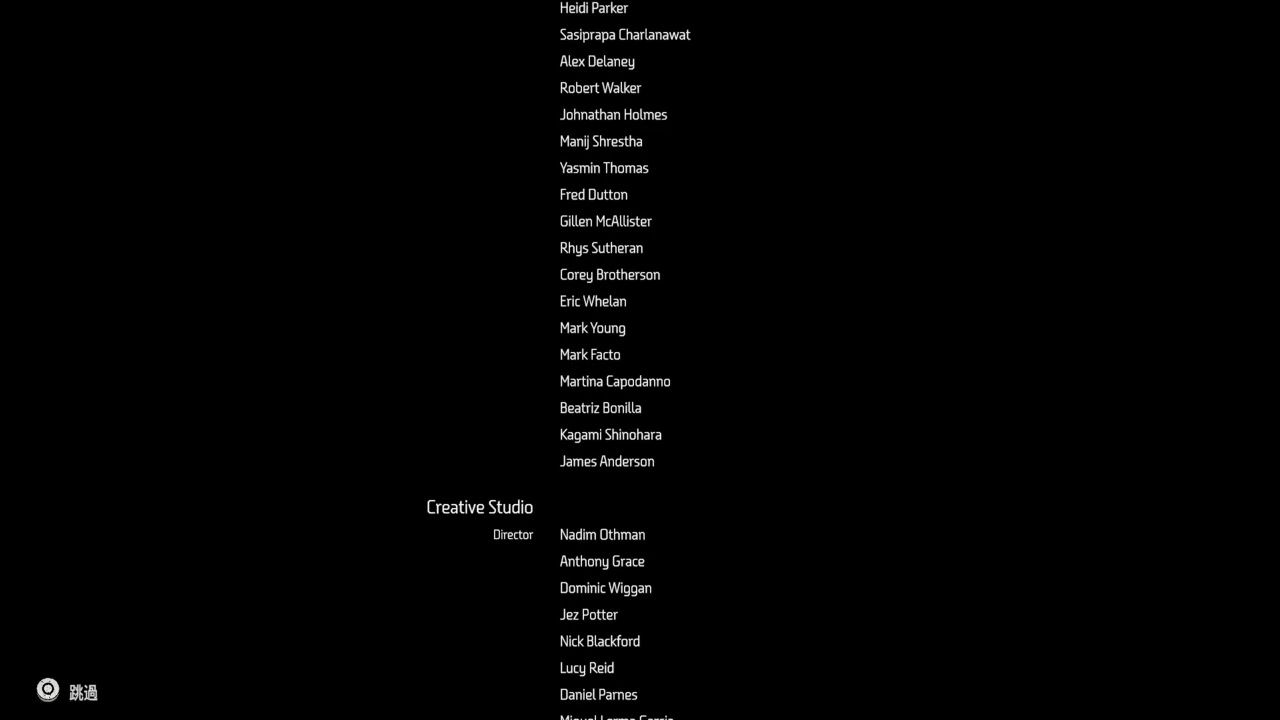 Heidi Parker
Sasiprapa Charlanawat
Alex Delaney
Robert Walker
Johnathan Holmes
Manij Shrestha
Yasmin Thomas
Fred Dutton
Gillen McAllister
Rhys Sutheran
Corey Brotherson
Eric Whelan
Mark Young
Mark Facto
Martina Capodanno
Beatriz Bonilla
Kagami Shinohara
James Anderson
Creative Studio
Director Nadim Othman
Anthony Grace
Dominic Wiggan
Jez Potter
Nick Blackford
Lucy Reid
Daniel Parnes
跳過